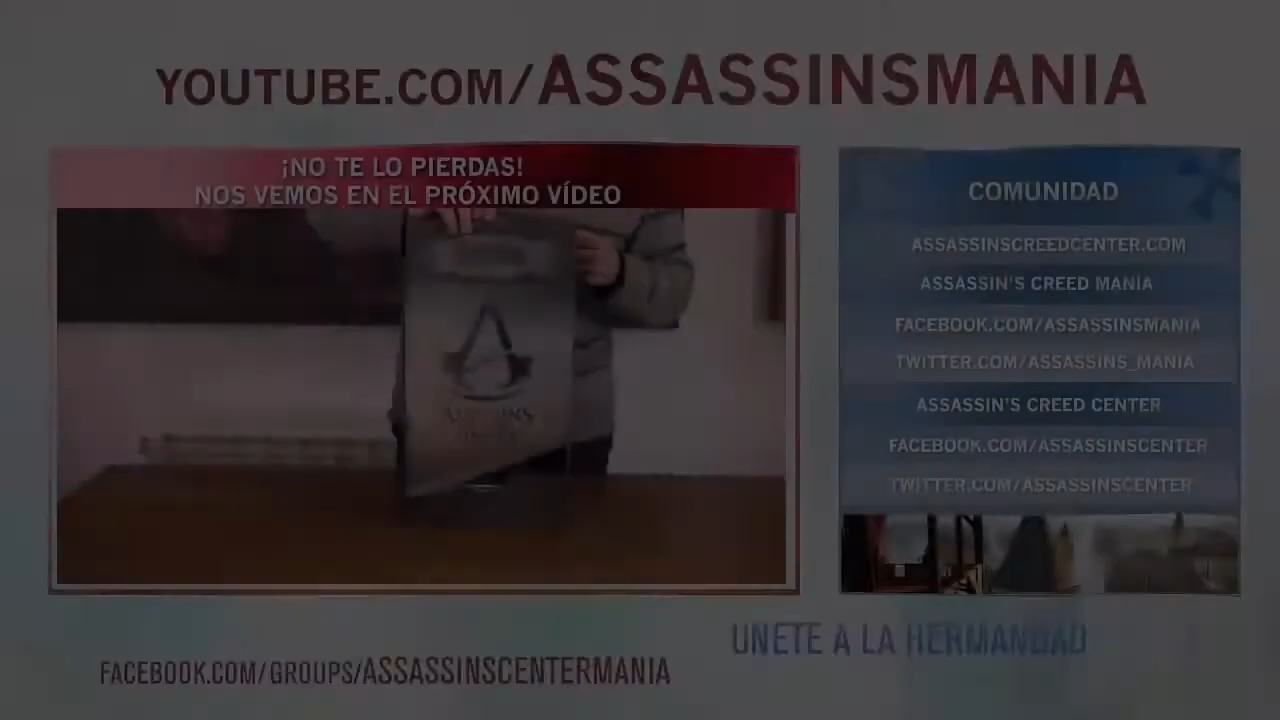 YOUTUBE.COM/ASSASSINSMANIA
¡NO TE LO PIERDAS!
NOS VEMOS EN EL PRÓXIMO VÍDEO
COMUNIDAD
ASSASSINSCREEDCENTER.COM
ASSASSIN'S CREED MANIA
FACEBOOK.COM/ASSASSINSMANIA
TWITTER.COM/ASSASSINS_MANIA
ASSASSIN'S CREED CENTER
FACEBOOK.COM/ASSASSINSCENTER
TWITTER.COM/ASSASSINSCENTER
UNETE A LA HERMANDAD
FACEBOOK.COM/GROUPS/ASSASSINSCENTERMANIA